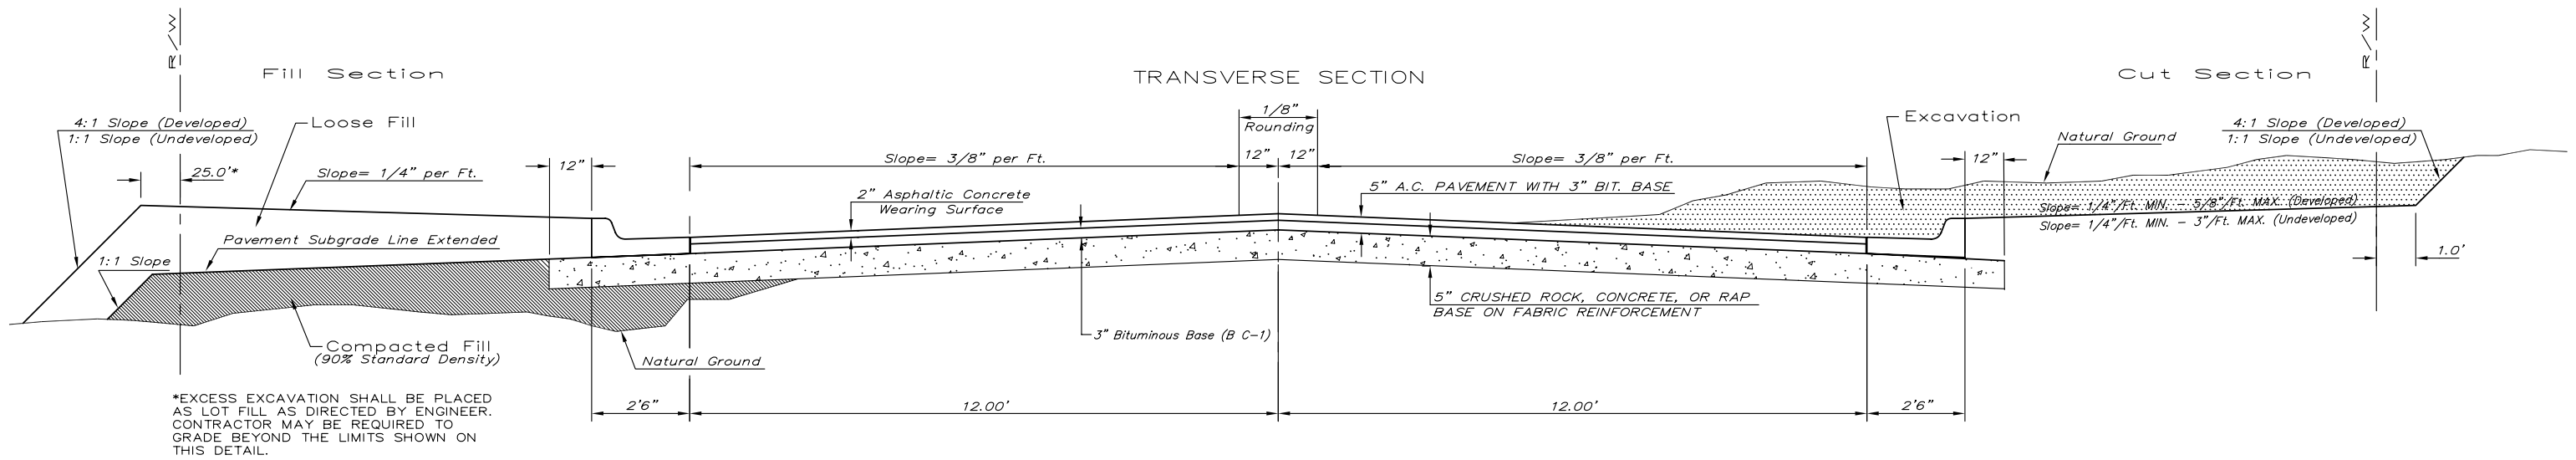 R/W
R/W
Fill Section
TRANSVERSE SECTION
Cut Section
4:1 Slope (Developed)
1:1 Slope (Undeveloped)
Loose Fill
1/8"
Rounding
Excavation
Natural Ground
4:1 Slope (Developed)
1:1 Slope (Undeveloped)
25.0'*
Slope= 1/4" per Ft.
12"
Slope= 3/8" per Ft.
12"
12"
Slope= 3/8" per Ft.
12"
2" Asphaltic Concrete
Wearing Surface
5" A.C. PAVEMENT WITH 3" BIT. BASE
Slope= 1/4"/Ft. MIN. - 5/8"/Ft. MAX. (Developed)
Slope= 1/4"/Ft. MIN. - 3"/Ft. MAX. (Undeveloped)
Pavement Subgrade Line Extended
1:1 Slope
1.0'
5" CRUSHED ROCK, CONCRETE, OR RAP
BASE ON FABRIC REINFORCEMENT
3" Bituminous Base (B C-1)
Compacted Fill
(90% Standard Density)
Natural Ground
*EXCESS EXCAVATION SHALL BE PLACED
AS LOT FILL AS DIRECTED BY ENGINEER.
CONTRACTOR MAY BE REQUIRED TO
GRADE BEYOND THE LIMITS SHOWN ON
THIS DETAIL.
2'6"
12.00'
12.00'
2'6"